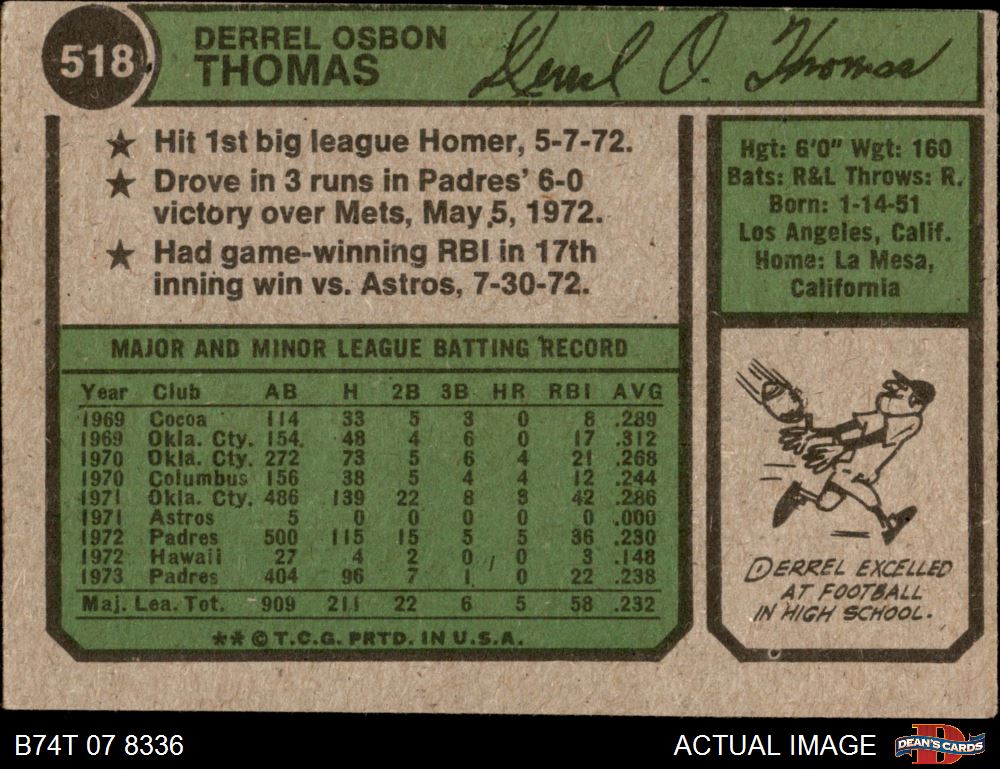 518
DERREL OSBON
THOMAS
Derrel O. Thomas
★ Hit 1st big league Homer, 5-7-72.
★ Drove in 3 runs in Padres' 6-0
victory over Mets, May 5, 1972.
★ Had game-winning RBI in 17th
inning win vs. Astros, 7-30-72.
Hgt: 6'0" Wgt: 160
Bats: R&L Throws: R.
Born: 1-14-51
Los Angeles, Calif.
Home: La Mesa,
California
MAJOR AND MINOR LEAGUE BATTING RECORD
Year Club AB H 2B 3B HR RBI AVG
1969 Cocoa 114 33 5 3 0 8 .289
1969 Okla. Cty. 154 48 4 6 0 17 .312
1970 Okla. Cty. 272 73 5 6 4 21 .268
1970 Columbus 156 38 5 4 4 12 .244
1971 Okla. Cty. 486 139 22 8 3 42 .286
1971 Astros 5 0 0 0 0 0 .000
1972 Padres 500 115 15 5 5 36 .230
1972 Hawaii 27 4 2 0 0 3 .148
1973 Padres 404 96 7 1 0 22 .238
Maj. Lea. Tot. 909 211 22 6 5 58 .232
** © T.C.G. PRTD. IN U.S.A.
DERREL EXCELLED
AT FOOTBALL
IN HIGH SCHOOL.
B74T 07 8336
ACTUAL IMAGE
D
DEAN'S CARDS